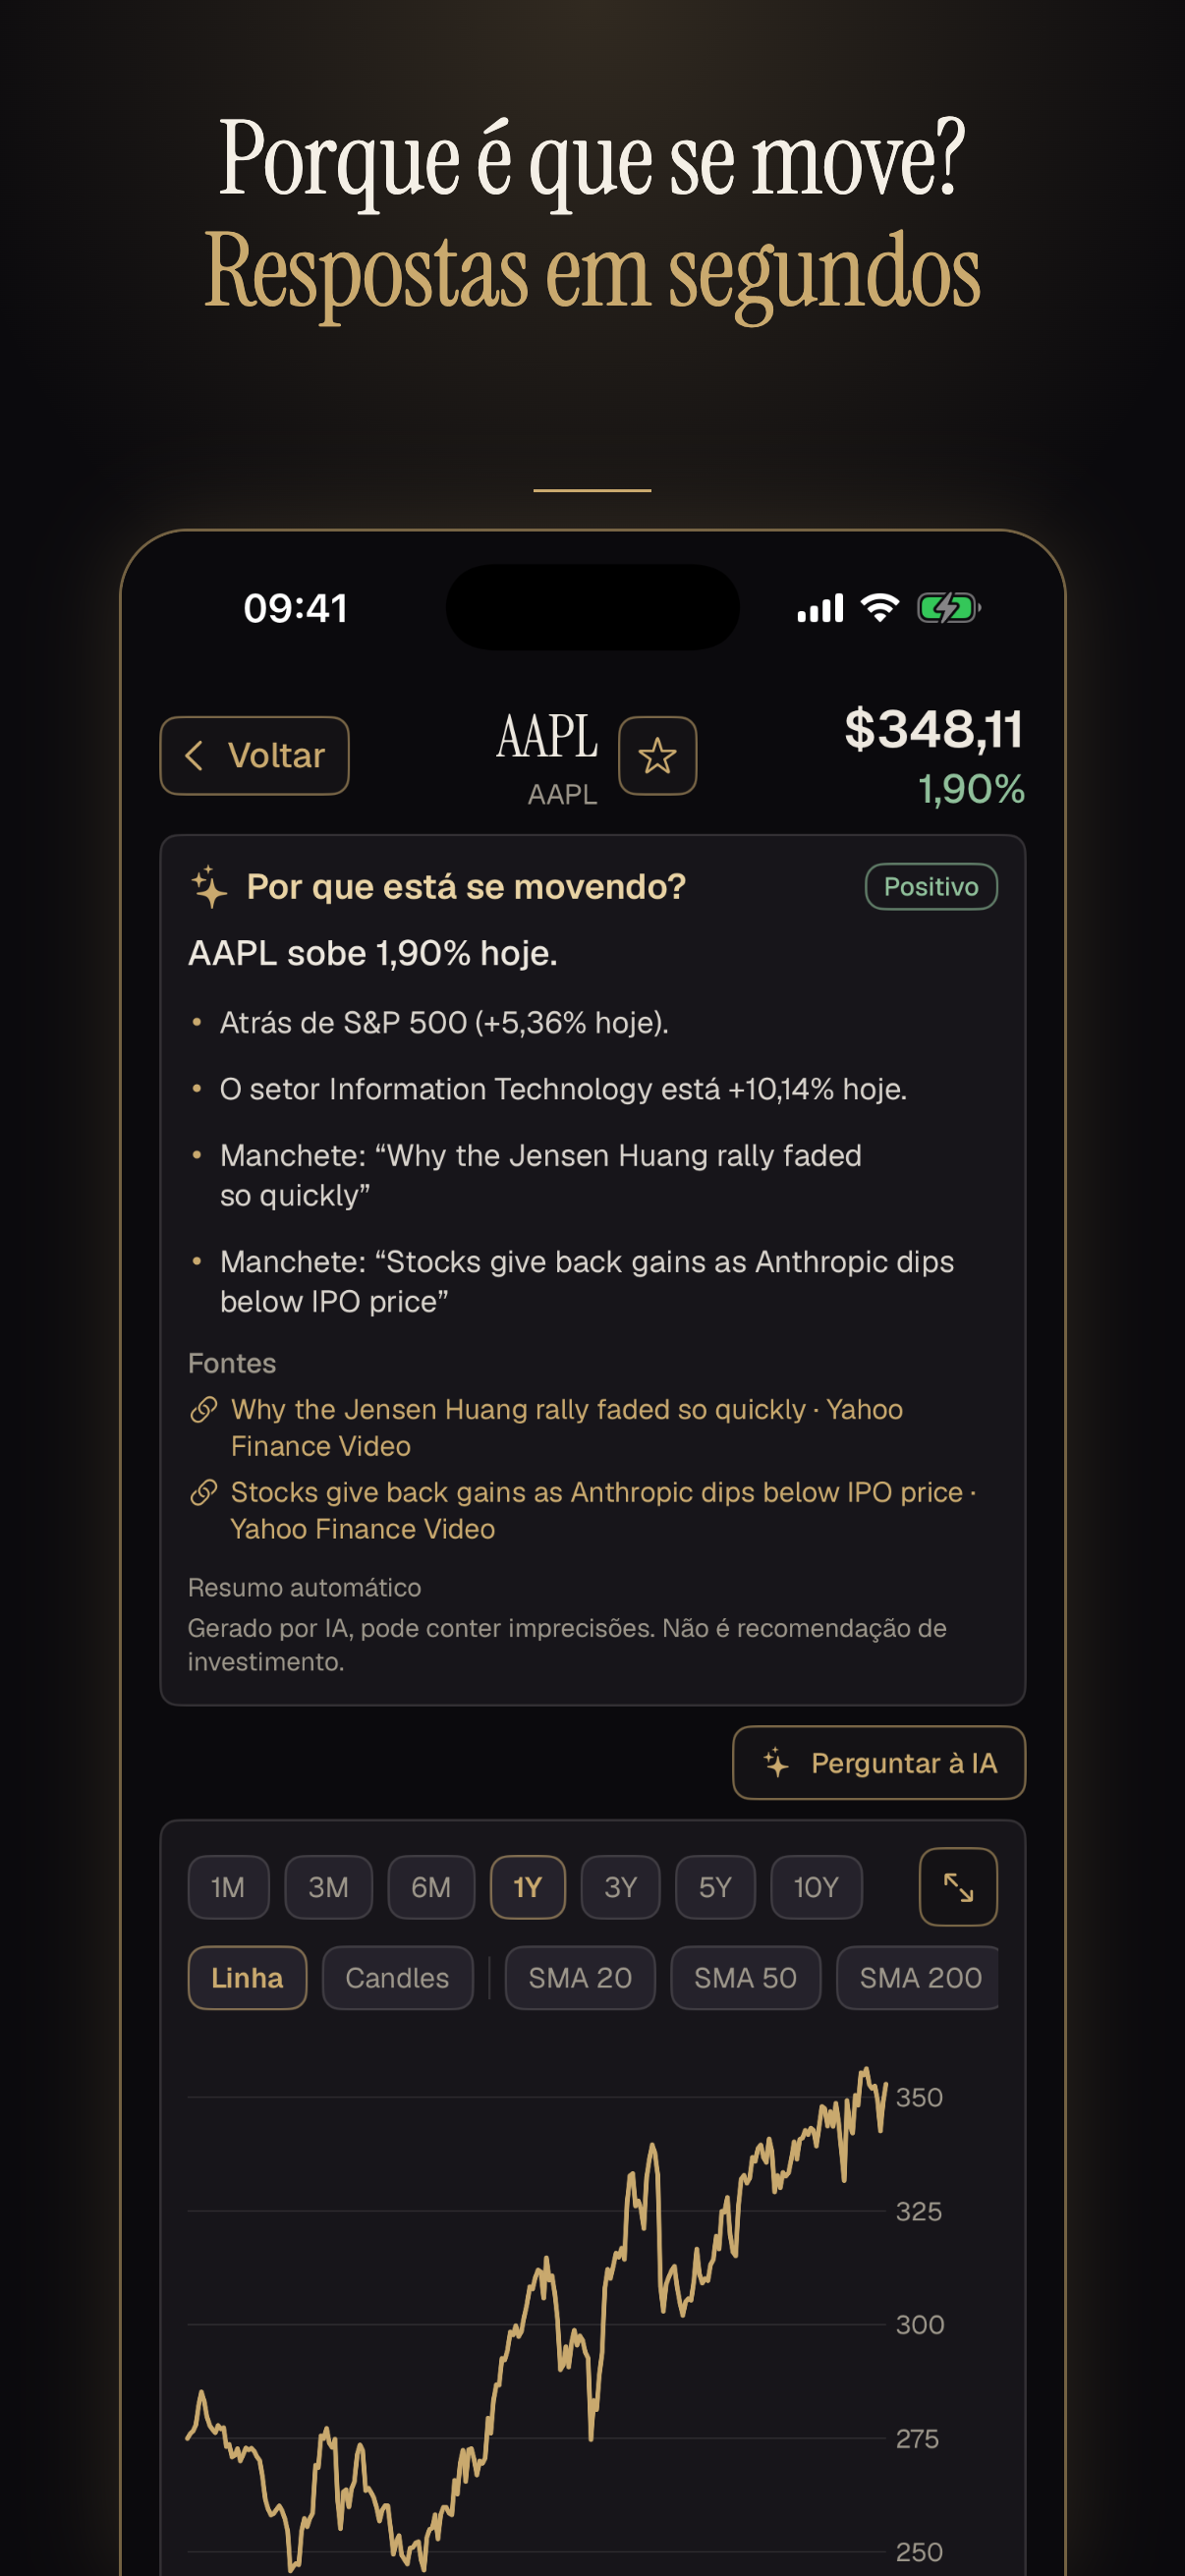 Porque é que se move?
Respostas em segundos
09:41
Voltar
AAPL
AAPL
$348,11
1,90%
Por que está se movendo?
Positivo
AAPL sobe 1,90% hoje.
• Atrás de S&P 500 (+5,36% hoje).
• O setor Information Technology está +10,14% hoje.
• Manchete: “Why the Jensen Huang rally faded
so quickly”
• Manchete: “Stocks give back gains as Anthropic dips
below IPO price”
Fontes
Why the Jensen Huang rally faded so quickly · Yahoo
Finance Video
Stocks give back gains as Anthropic dips below IPO price ·
Yahoo Finance Video
Resumo automático
Gerado por IA, pode conter imprecisões. Não é recomendação de
investimento.
Perguntar à IA
1M 3M 6M 1Y 3Y 5Y 10Y
Linha Candles SMA 20 SMA 50 SMA 200
350
325
300
275
250